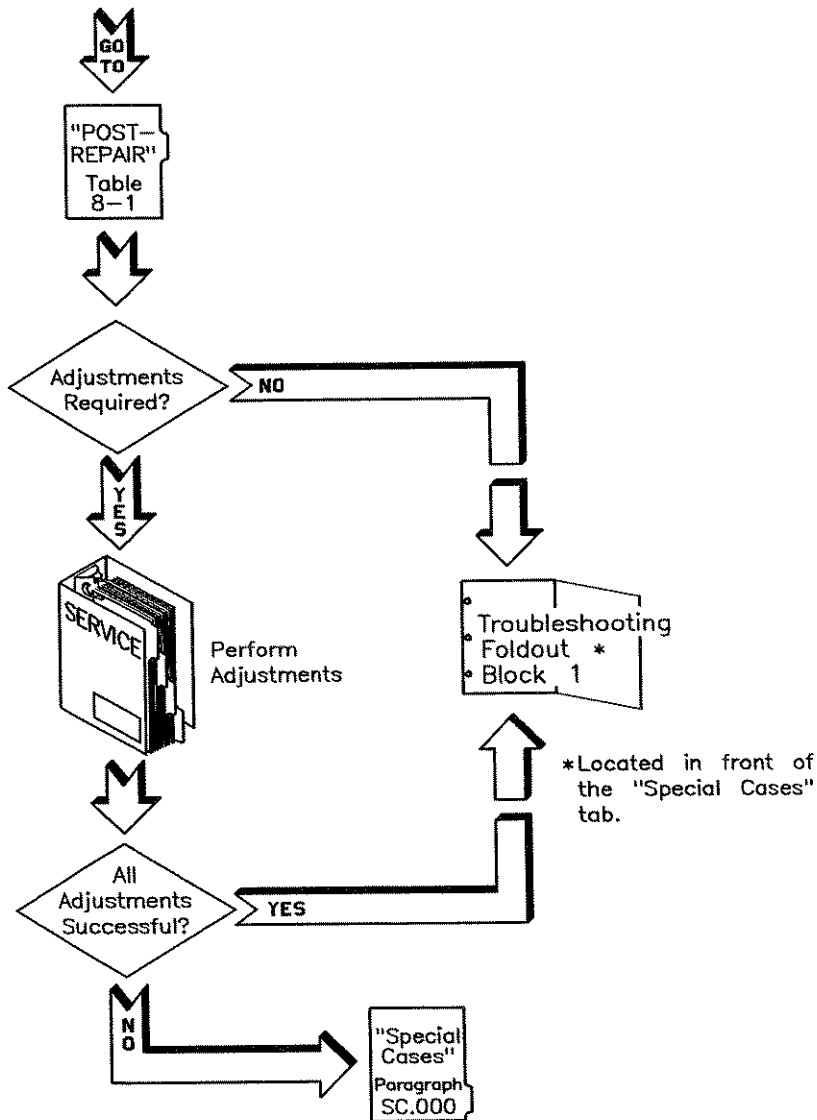 GO
TO
"POST-
REPAIR"
Table
8-1
Adjustments
Required?
NO
YES
SERVICE
Perform
Adjustments
Troubleshooting
Foldout *
Block 1
*Located in front of
the "Special Cases"
tab.
All
Adjustments
Successful?
YES
NO
"Special
Cases"
Paragraph
SC.000